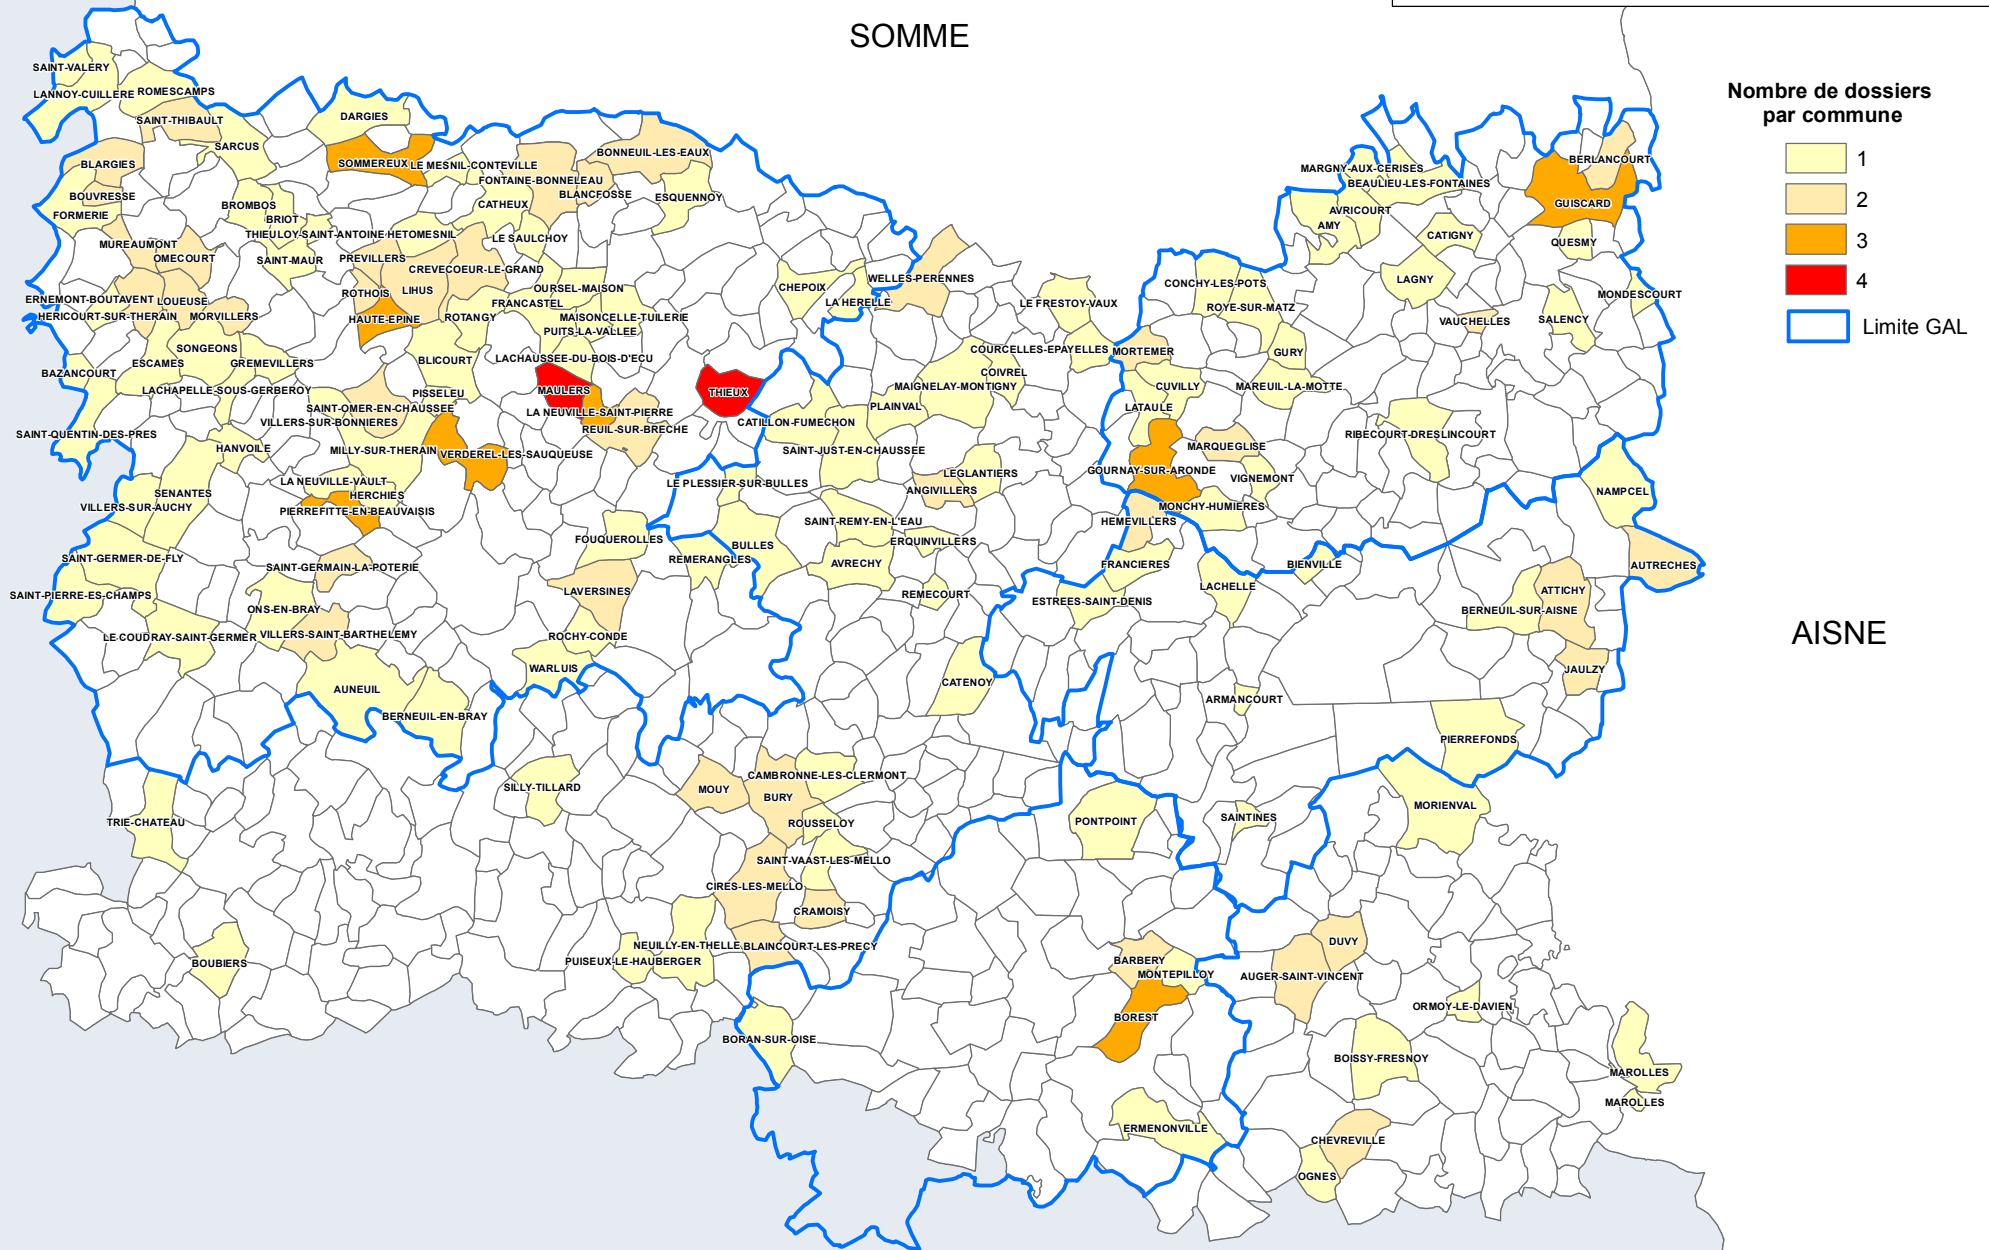 SOMME
AISNE
Nombre de dossiers
par commune
1
2
3
4
Limite GAL
SAINT-VALERY
LANNOY-CUILLERE
ROMESCAMPS
SAINT-THIBAULT
DARGIES
SARCUS
BLARGIES
SOMMEREUX
LE MESNIL-CONTEVILLE
BONNEUIL-LES-EAUX
FONTAINE-BONNELEAU
BLANCFOSSE
ESQUENNOY
BOUVRESSE
FORMERIE
BROMBOS
BRIOT
CATHEUX
THIEULOY-SAINT-ANTOINE
HETOMESNIL
LE SAULCHOY
MUREAUMONT
OMECOURT
SAINT-MAUR
PREVILLERS
CREVECOEUR-LE-GRAND
LIHUS
ROTHOIS
OURSEL-MAISON
FRANCASTEL
ERNEMONT-BOUTAVENT
LOUEUSE
HERICOURT-SUR-THERAIN
MORVILLERS
HAUTE-EPINE
ROTANGY
MAISONCELLE-TUILERIE
PUITS-LA-VALLEE
SONGEONS
ESCAMES
GREMEVILLERS
BLICOURT
LACHAUSSEE-DU-BOIS-D'ECU
BAZANCOURT
LACHAPELLE-SOUS-GERBEROY
PISSELEU
MAULERS
THIEUX
SAINT-OMER-EN-CHAUSSEE
VILLERS-SUR-BONNIERES
LA NEUVILLE-SAINT-PIERRE
REUIL-SUR-BRECHE
SAINT-QUENTIN-DES-PRES
HANVOILE
MILLY-SUR-THERAIN
VERDEREL-LES-SAUQUEUSE
LA NEUVILLE-VAULT
HERCHIES
SENANTES
VILLERS-SUR-AUCHY
PIERREFITTE-EN-BEAUVAISIS
SAINT-GERMER-DE-FLY
SAINT-GERMAIN-LA-POTERIE
FOUQUEROLLES
SAINT-PIERRE-ES-CHAMPS
ONS-EN-BRAY
LAVERSINES
LE COUDRAY-SAINT-GERMER
VILLERS-SAINT-BARTHELEMY
ROCHY-CONDE
WARLUIS
AUNEUIL
BERNEUIL-EN-BRAY
CHEPOIX
LA HERELLE
WELLES-PERENNES
LE FRESTOY-VAUX
COURCELLES-EPAYELLES
COIVREL
MAIGNELAY-MONTIGNY
PLAINVAL
CATILLON-FUMECHON
SAINT-JUST-EN-CHAUSSEE
LE PLESSIER-SUR-BULLES
LEGLANTIERS
ANGIVILLERS
SAINT-REMY-EN-L'EAU
BULLES
REMERANGLES
ERQUINVILLERS
AVRECHY
REMECOURT
CATENOY
MARGNY-AUX-CERISES
BEAULIEU-LES-FONTAINES
AVRICOURT
AMY
CATIGNY
BERLANCOURT
GUISCARD
QUESMY
CONCHY-LES-POTS
LAGNY
ROYE-SUR-MATZ
MONDESCOURT
SALENCY
VAUCHELLES
MORTEMER
GURY
CUVILLY
MAREUIL-LA-MOTTE
LATAULE
RIBECOURT-DRESLINCOURT
MARQUEGLISE
GOURNAY-SUR-ARONDE
VIGNEMONT
MONCHY-HUMIERES
HEMEVILLERS
NAMPCEL
FRANCIERES
BIENVILLE
LACHELLE
ESTREES-SAINT-DENIS
AUTRECHES
ATTICHY
BERNEUIL-SUR-AISNE
JAULZY
ARMANCOURT
PIERREFONDS
MORIENVAL
SAINTINES
PONTPOINT
TRIE-CHATEAU
SILLY-TILLARD
MOUY
CAMBRONNE-LES-CLERMONT
BURY
ROUSSELOY
SAINT-VAAST-LES-MELLO
CIRES-LES-MELLO
CRAMOISY
NEUILLY-EN-THELLE
BLAINCOURT-LES-PRECY
PUISEUX-LE-HAUBERGER
BOUBIERS
BORAN-SUR-OISE
BARBERY
MONTEPILLOY
BOREST
ERMENONVILLE
DUVY
AUGER-SAINT-VINCENT
ORMOY-LE-DAVIEN
BOISSY-FRESNOY
MAROLLES
MAROLLES
CHEVREVILLE
OGNES